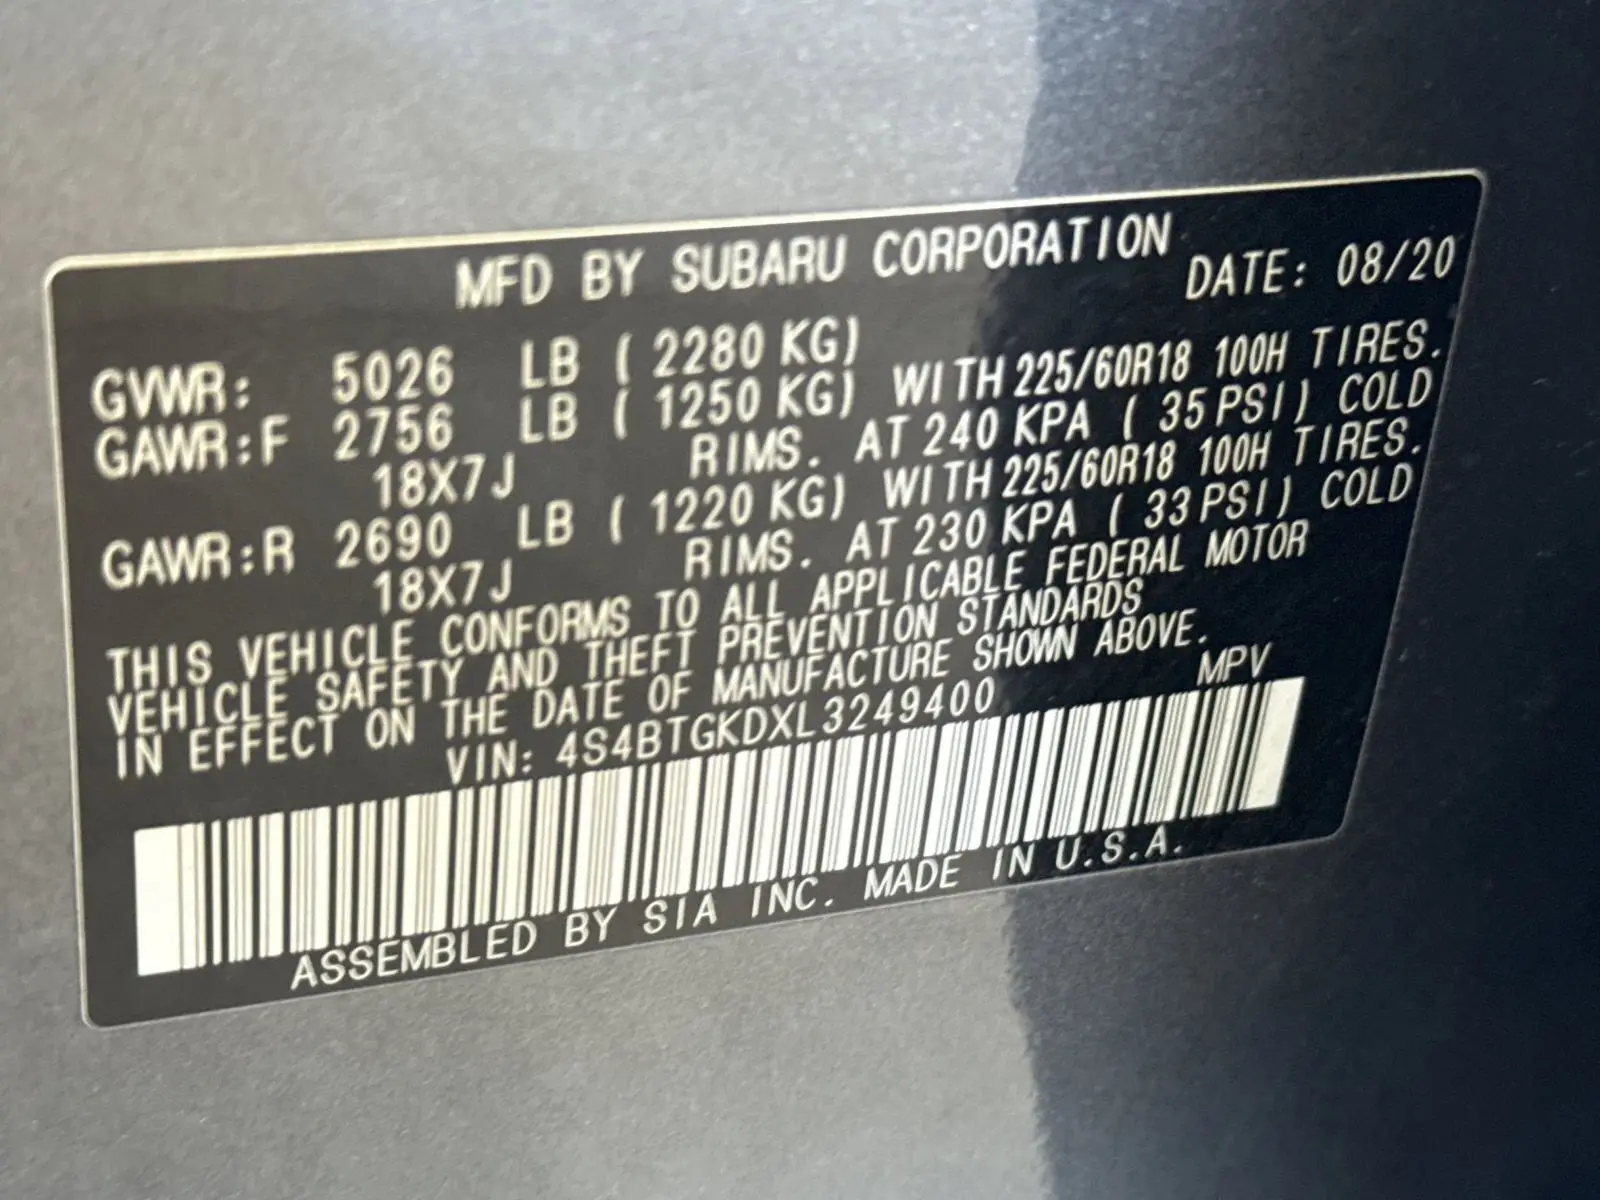 MFD BY SUBARU CORPORATION DATE: 08/20
GVWR: 5026 LB ( 2280 KG)
GAWR:F 2756 LB ( 1250 KG) WITH 225/60R18 100H TIRES.
18X7J RIMS. AT 240 KPA ( 35 PSI) COLD
GAWR:R 2690 LB ( 1220 KG) WITH 225/60R18 100H TIRES.
18X7J RIMS. AT 230 KPA ( 33 PSI) COLD
THIS VEHICLE CONFORMS TO ALL APPLICABLE FEDERAL MOTOR
VEHICLE SAFETY AND THEFT PREVENTION STANDARDS
IN EFFECT ON THE DATE OF MANUFACTURE SHOWN ABOVE.
VIN: 4S4BTGKDXL3249400 MPV
ASSEMBLED BY SIA INC. MADE IN U.S.A.